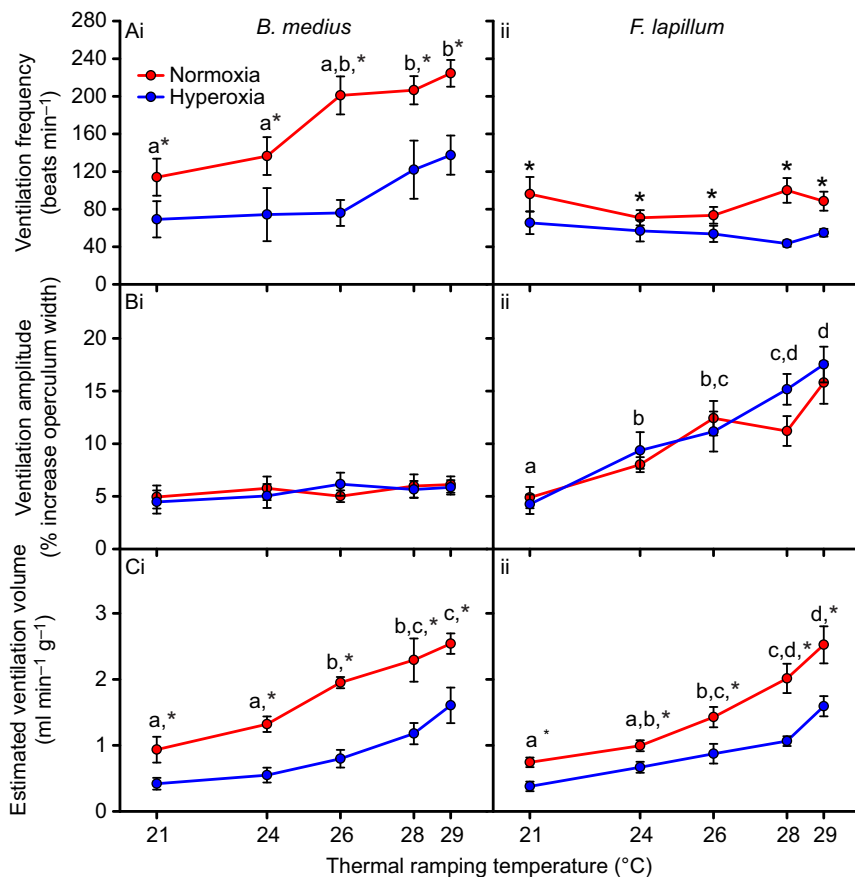 B. medius
F. lapillum
Ai
ii
Normoxia
Hyperoxia
Ventilation frequency
(beats min–1)
280
240
200
160
120
80
40
0
a*
a*
a,b,*
b,*
b*
*
*
*
*
*
Bi
ii
Ventilation amplitude
(% increase operculum width)
20
15
10
5
0
a
b
b,c
c,d
d
Ci
ii
Estimated ventilation volume
(ml min–1 g–1)
3
2
1
0
a,*
a,*
b,*
b,c,*
c,*
a *
a,b,*
b,c,*
c,d,*
d,*
21 24 26 28 29
21 24 26 28 29
Thermal ramping temperature (°C)